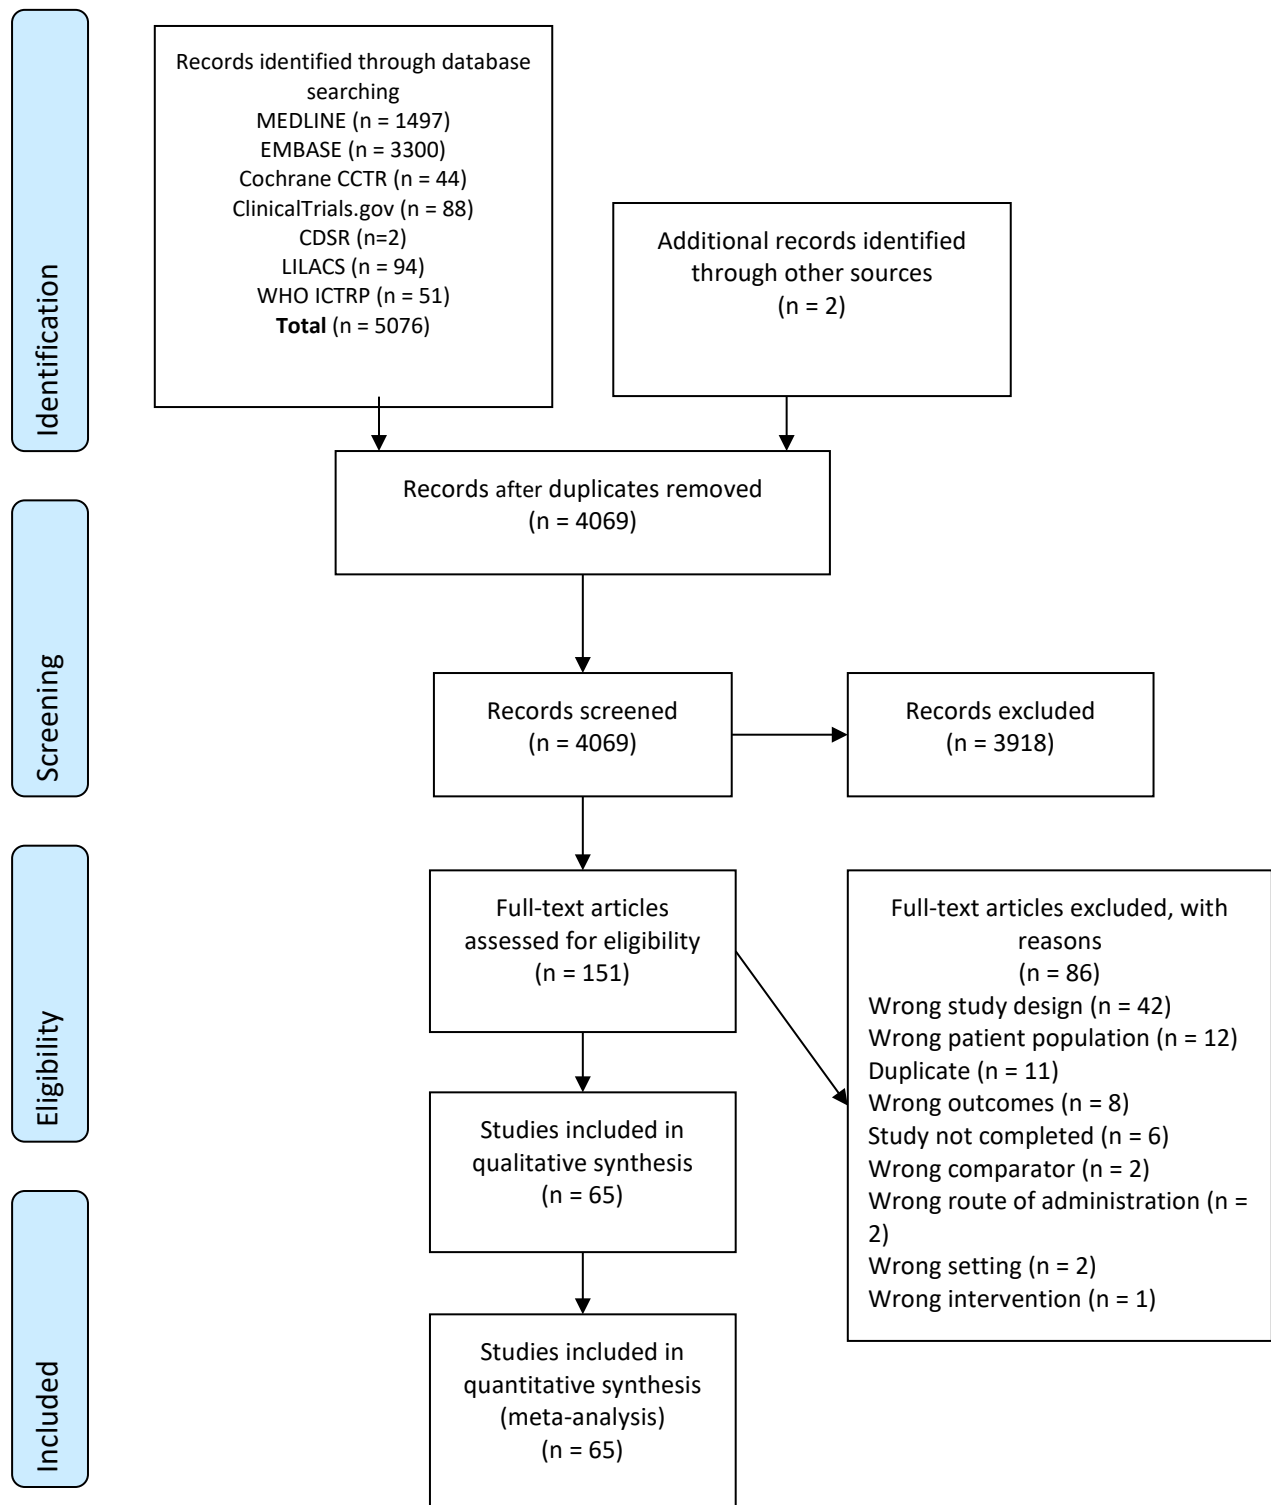 Identification
Records identified through database
searching
MEDLINE (n = 1497)
EMBASE (n = 3300)
Cochrane CCTR (n = 44)
ClinicalTrials.gov (n = 88)
CDSR (n=2)
LILACS (n = 94)
WHO ICTRP (n = 51)
Total (n = 5076)
Additional records identified
through other sources
(n = 2)
Records after duplicates removed
(n = 4069)
Screening
Records screened
(n = 4069)
Records excluded
(n = 3918)
Eligibility
Full-text articles
assessed for eligibility
(n = 151)
Full-text articles excluded, with
reasons
(n = 86)
Wrong study design (n = 42)
Wrong patient population (n = 12)
Duplicate (n = 11)
Wrong outcomes (n = 8)
Study not completed (n = 6)
Wrong comparator (n = 2)
Wrong route of administration (n =
2)
Wrong setting (n = 2)
Wrong intervention (n = 1)
Studies included in
qualitative synthesis
(n = 65)
Included
Studies included in
quantitative synthesis
(meta-analysis)
(n = 65)